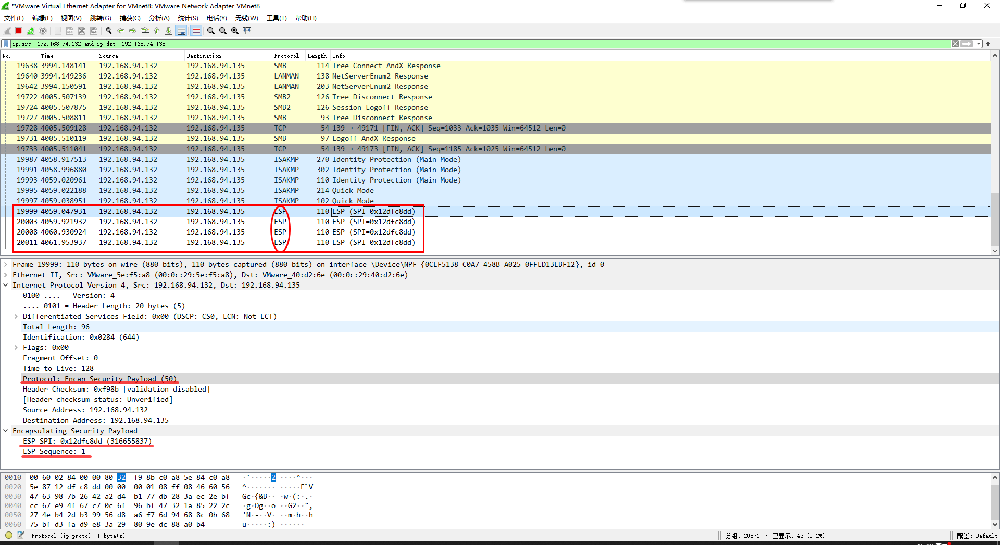 *VMware Virtual Ethernet Adapter for VMnet8: VMware Network Adapter VMnet8
文件(F) 编辑(E) 视图(V) 跳转(G) 捕获(C) 分析(A) 统计(S) 电话(Y) 无线(W) 工具(T) 帮助(H)
ip.src==192.168.94.132 and ip.dst==192.168.94.135
No. Time Source Destination Protocol Length Info
19638 3994.148141 192.168.94.132 192.168.94.135 SMB 114 Tree Connect AndX Response
19640 3994.149236 192.168.94.132 192.168.94.135 LANMAN 138 NetServerEnum2 Response
19642 3994.150591 192.168.94.132 192.168.94.135 LANMAN 203 NetServerEnum2 Response
19722 4005.507139 192.168.94.132 192.168.94.135 SMB2 126 Tree Disconnect Response
19724 4005.507875 192.168.94.132 192.168.94.135 SMB2 126 Session Logoff Response
19727 4005.508811 192.168.94.132 192.168.94.135 SMB 93 Tree Disconnect Response
19728 4005.509128 192.168.94.132 192.168.94.135 TCP 54 139 → 49171 [FIN, ACK] Seq=1033 Ack=1035 Win=64512 Len=0
19731 4005.510119 192.168.94.132 192.168.94.135 SMB 97 Logoff AndX Response
19733 4005.511041 192.168.94.132 192.168.94.135 TCP 54 139 → 49173 [FIN, ACK] Seq=1185 Ack=1025 Win=64512 Len=0
19987 4058.917513 192.168.94.132 192.168.94.135 ISAKMP 270 Identity Protection (Main Mode)
19991 4058.996880 192.168.94.132 192.168.94.135 ISAKMP 302 Identity Protection (Main Mode)
19993 4059.020961 192.168.94.132 192.168.94.135 ISAKMP 110 Identity Protection (Main Mode)
19995 4059.022188 192.168.94.132 192.168.94.135 ISAKMP 214 Quick Mode
19997 4059.038951 192.168.94.132 192.168.94.135 ISAKMP 102 Quick Mode
19999 4059.047931 192.168.94.132 192.168.94.135 ESP 110 ESP (SPI=0x12dfc8dd)
20003 4059.921932 192.168.94.132 192.168.94.135 ESP 110 ESP (SPI=0x12dfc8dd)
20008 4060.930924 192.168.94.132 192.168.94.135 ESP 110 ESP (SPI=0x12dfc8dd)
20011 4061.953937 192.168.94.132 192.168.94.135 ESP 110 ESP (SPI=0x12dfc8dd)
Frame 19999: 110 bytes on wire (880 bits), 110 bytes captured (880 bits) on interface \Device\NPF_{0CEF5138-C0A7-458B-A025-0FFED13EBF12}, id 0
Ethernet II, Src: VMware_5e:f5:a8 (00:0c:29:5e:f5:a8), Dst: VMware_40:d2:6e (00:0c:29:40:d2:6e)
Internet Protocol Version 4, Src: 192.168.94.132, Dst: 192.168.94.135
0100 .... = Version: 4
.... 0101 = Header Length: 20 bytes (5)
Differentiated Services Field: 0x00 (DSCP: CS0, ECN: Not-ECT)
Total Length: 96
Identification: 0x0284 (644)
Flags: 0x00
Fragment Offset: 0
Time to Live: 128
Protocol: Encap Security Payload (50)
Header Checksum: 0xf98b [validation disabled]
[Header checksum status: Unverified]
Source Address: 192.168.94.132
Destination Address: 192.168.94.135
Encapsulating Security Payload
ESP SPI: 0x12dfc8dd (316655837)
ESP Sequence: 1
0010 00 60 02 84 00 00 80 32 f9 8b c0 a8 5e 84 c0 a8 ·`·····2 ····^···
0020 5e 87 12 df c8 dd 00 00 00 01 08 ff 08 46 60 56 ^······· ·····F`V
0030 47 63 98 7b 26 42 a2 d4 b1 77 db 28 3a ec 2e bf Gc·{&B·· ·w·(:·.·
0040 cc 67 e9 4f 67 c7 0c 6f 96 bf 47 32 1a 85 22 2c ·g·Og··o ··G2··",
0050 27 4e b4 2d b3 99 56 d8 a6 f7 6d 94 68 8c 0b 68 'N·-··V· ··m·h··h
0060 75 bf d3 fa d9 e8 3a 29 80 9e dc 88 a0 b4 u·····:) ······
Protocol (ip.proto), 1 byte(s) 分组: 20871 · 已显示: 43 (0.2%) 配置: Default